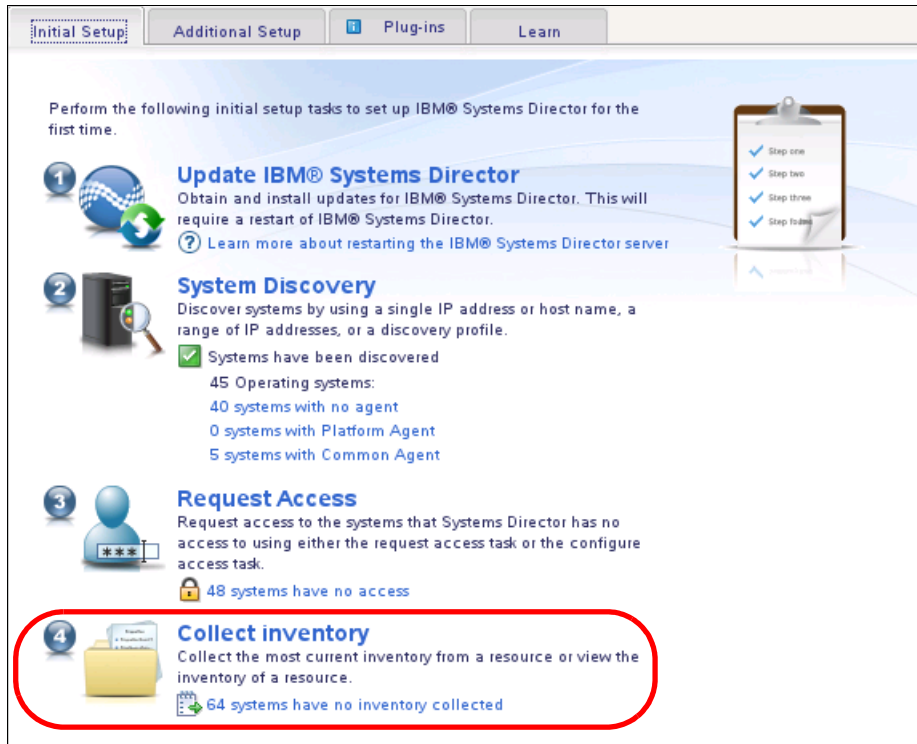 Initial Setup
Additional Setup
Plug-ins
Learn
Perform the following initial setup tasks to set up IBM® Systems Director for the
first time.
Step one
Step two
Step three
Step
1
Update IBM® Systems Director
Obtain and install updates for IBM® Systems Director. This will
require a restart of IBM® Systems Director.
? Learn more about restarting the IBM® Systems Director server
2
System Discovery
Discover systems by using a single IP address or host name, a
range of IP addresses, or a discovery profile.
Systems have been discovered
45 Operating systems:
40 systems with no agent
0 systems with Platform Agent
5 systems with Common Agent
3
***
Request Access
Request access to the systems that Systems Director has no
access to using either the request access task or the configure
access task.
48 systems have no access
4
Collect inventory
Collect the most current inventory from a resource or view the
inventory of a resource.
64 systems have no inventory collected